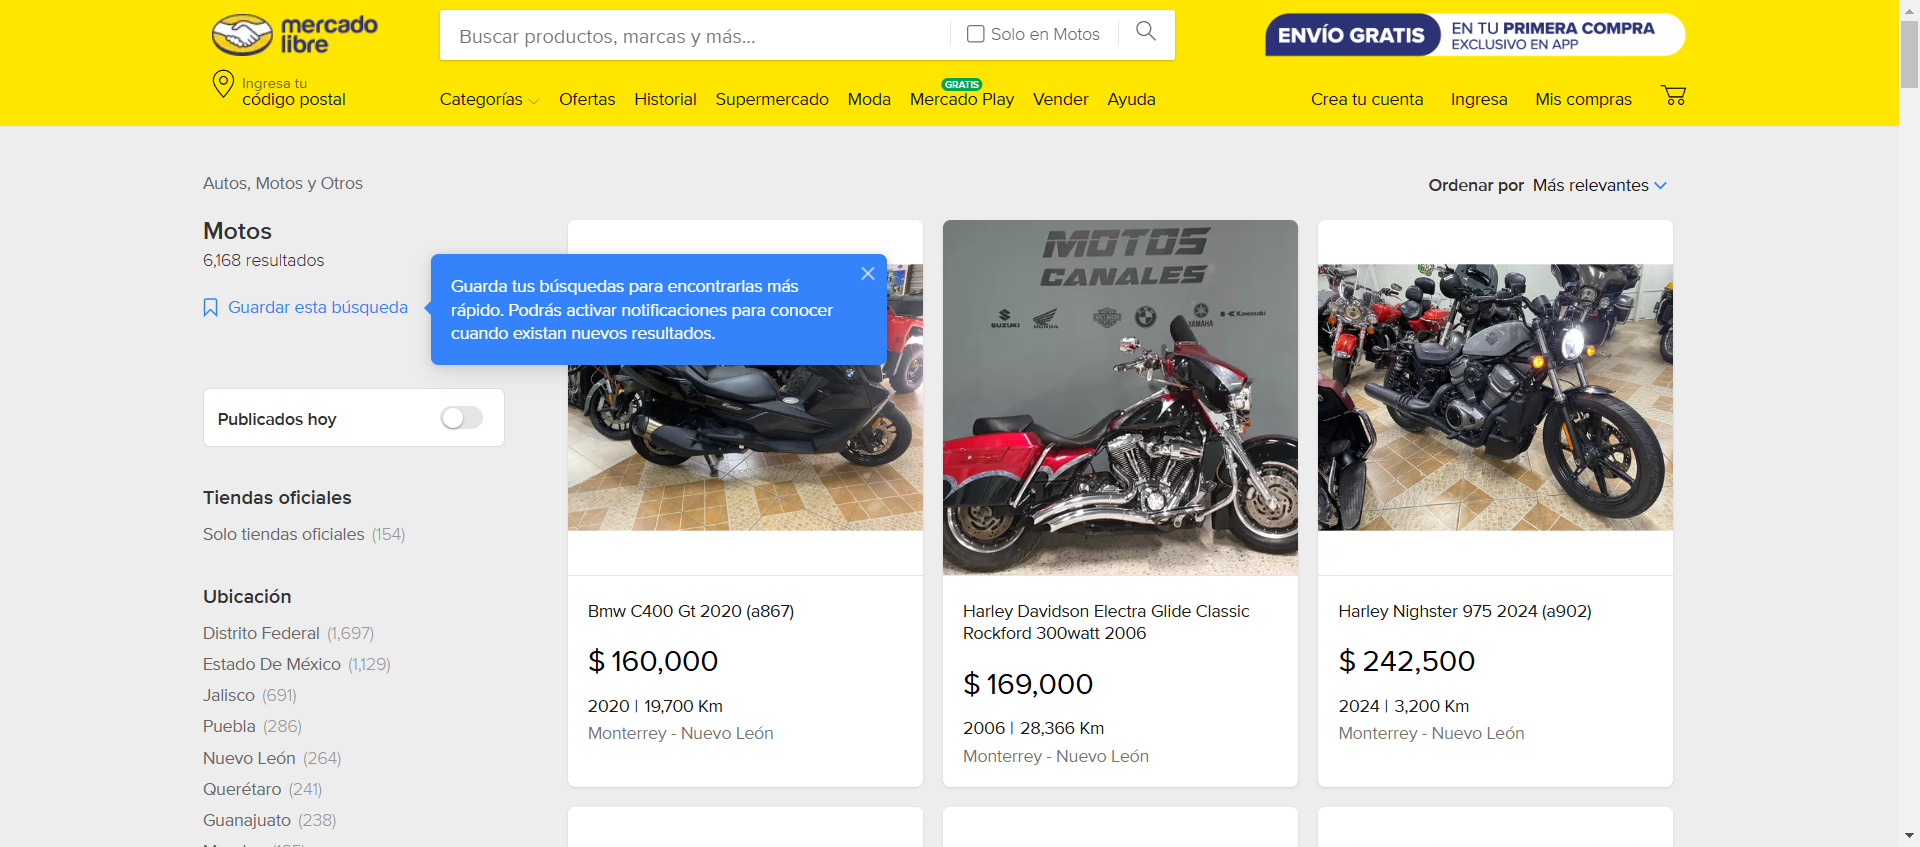 mercado
libre
Buscar productos, marcas y más...
Solo en Motos
ENVÍO GRATIS
EN TU PRIMERA COMPRA
EXCLUSIVO EN APP
Ingresa tu
código postal
Categorías
Ofertas
Historial
Supermercado
Moda
GRATIS
Mercado Play
Vender
Ayuda
Crea tu cuenta
Ingresa
Mis compras
Autos, Motos y Otros
Ordenar por Más relevantes
Motos
6,168 resultados
Guardar esta búsqueda
Guarda tus búsquedas para encontrarlas más
rápido. Podrás activar notificaciones para conocer
cuando existan nuevos resultados.
Publicados hoy
Tiendas oficiales
Solo tiendas oficiales (154)
Ubicación
Distrito Federal (1,697)
Estado De México (1,129)
Jalisco (691)
Puebla (286)
Nuevo León (264)
Querétaro (241)
Guanajuato (238)
Bmw C400 Gt 2020 (a867)
$ 160,000
2020 | 19,700 Km
Monterrey - Nuevo León
MOTOS
CANALES
SUZUKI
HONDA
YAMAHA
Kawasaki
Harley Davidson Electra Glide Classic
Rockford 300watt 2006
$ 169,000
2006 | 28,366 Km
Monterrey - Nuevo León
Harley Nighster 975 2024 (a902)
$ 242,500
2024 | 3,200 Km
Monterrey - Nuevo León